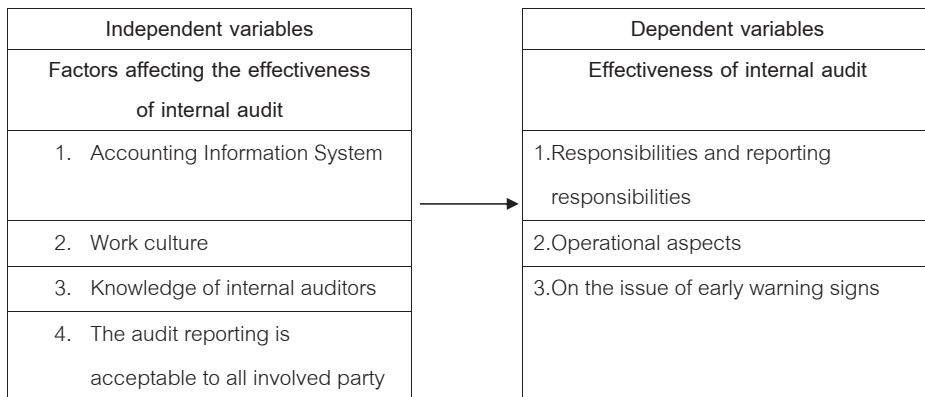 Independent variables
Factors affecting the effectiveness
of internal audit
1. Accounting Information System
2. Work culture
3. Knowledge of internal auditors
4. The audit reporting is
acceptable to all involved party
Dependent variables
Effectiveness of internal audit
1.Responsibilities and reporting
responsibilities
2.Operational aspects
3.On the issue of early warning signs